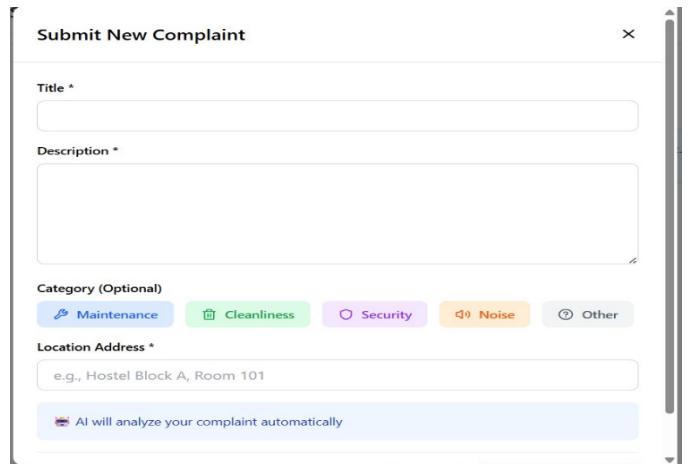 Submit New Complaint
Title *
Description *
Category (Optional)
Maintenance Cleanliness Security Noise Other
Location Address *
e.g., Hostel Block A, Room 101
AI will analyze your complaint automatically